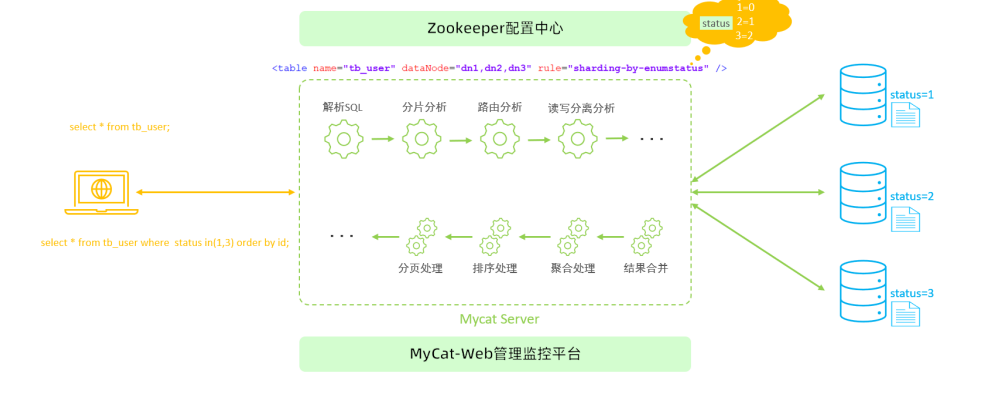 1=0
Zookeeper配置中心
status 2=1
3=2
<table name="tb_user" dataNode="dn1,dn2,dn3" rule="sharding-by-enumstatus" />
解析SQL 分片分析 路由分析 读写分离分析
status=1
select * from tb_user;
...
status=2
select * from tb_user where status in(1,3) order by id;
...
分页处理 排序处理 聚合处理 结果合并
status=3
Mycat Server
MyCat-Web管理监控平台